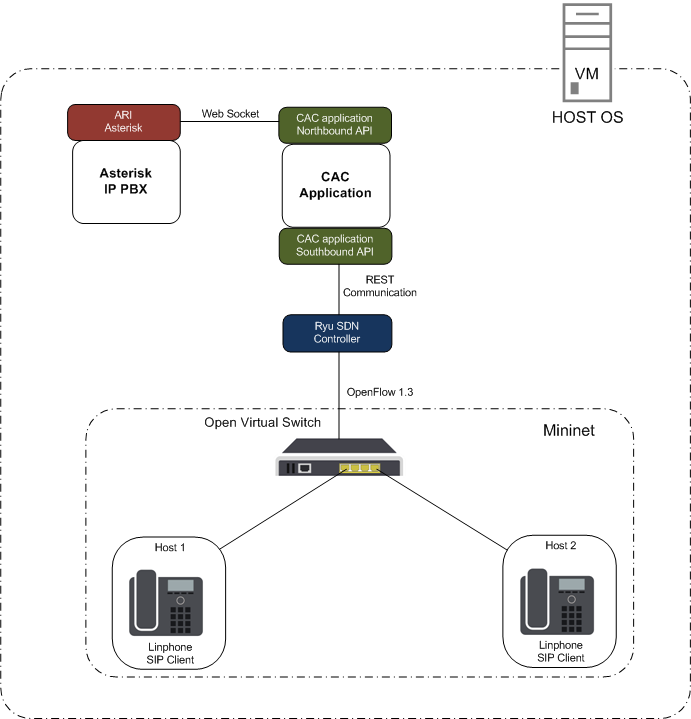 VM
HOST OS
ARI
Asterisk
Web Socket
CAC application
Northbound API
Asterisk
IP PBX
CAC
Application
CAC application
Southbound API
REST
Communication
Ryu SDN
Controller
OpenFlow 1.3
Open Virtual Switch
Mininet
Host 1
Linphone
SIP Client
Host 2
Linphone
SIP Client